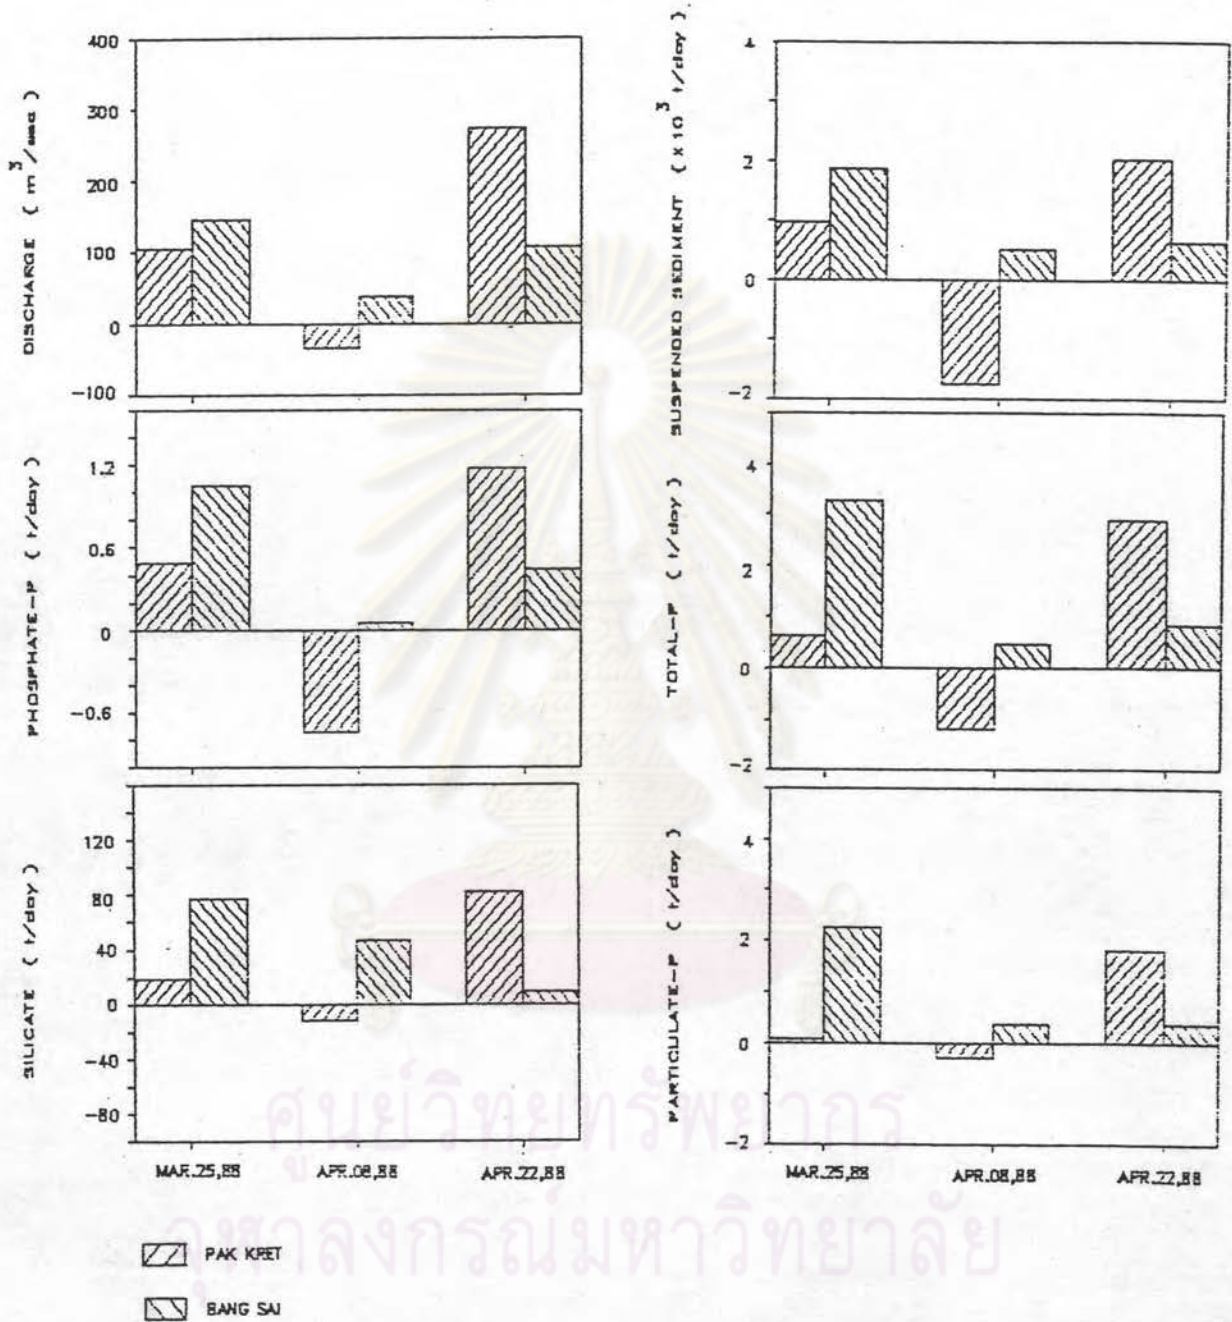 DISCHARGE ( m³/sec )
400
300
200
100
0
-100
SUSPENDED SEDIMENT ( x10³ t/day )
4
2
0
-2
PHOSPHATE-P ( t/day )
1.2
0.6
0
-0.6
TOTAL-P ( t/day )
4
2
0
-2
SILICATE ( t/day )
120
80
40
0
-40
-80
PARTICULATE-P ( t/day )
4
2
0
-2
MAR.25,88 APR.08,88 APR.22,88
MAR.25,88 APR.08,88 APR.22,88
PAK KRET
BANG SAI
ศูนย์วิทยทรัพยากร
จุฬาลงกรณ์มหาวิทยาลัย